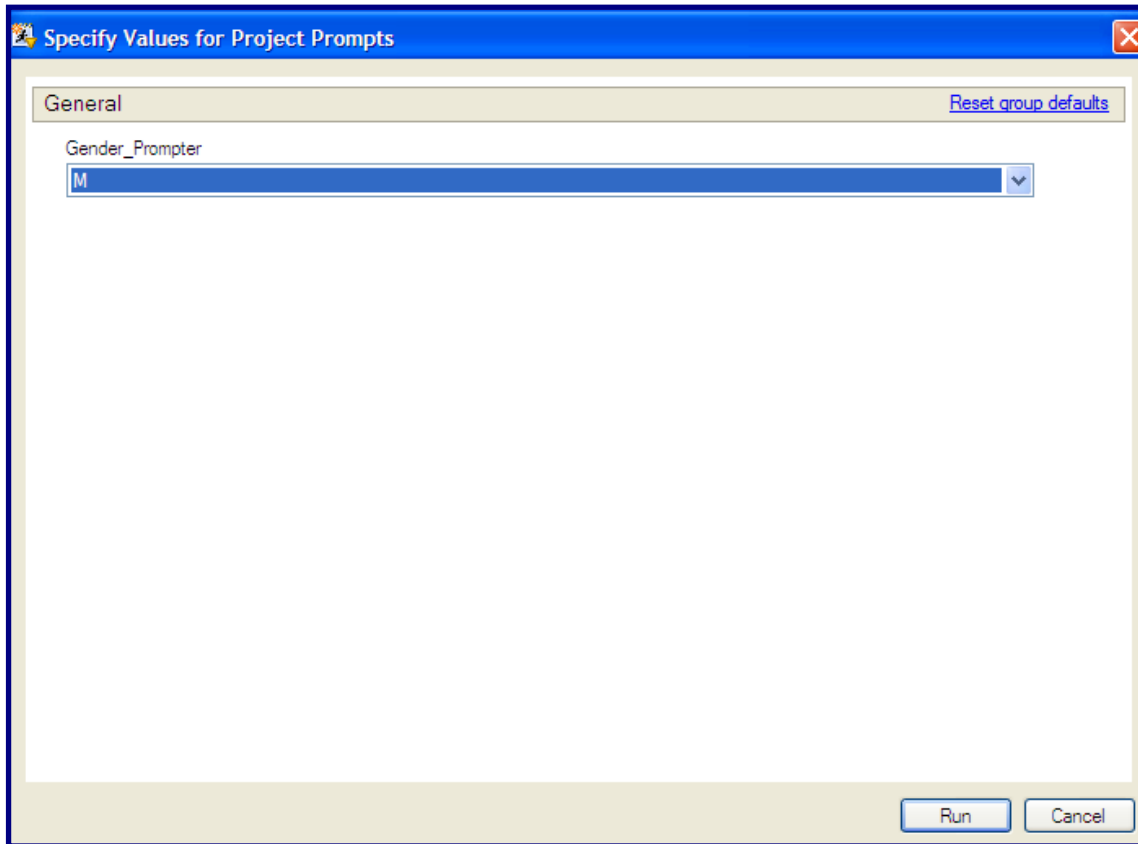 Specify Values for Project Prompts
General Reset group defaults
Gender_Prompter
M
Run Cancel